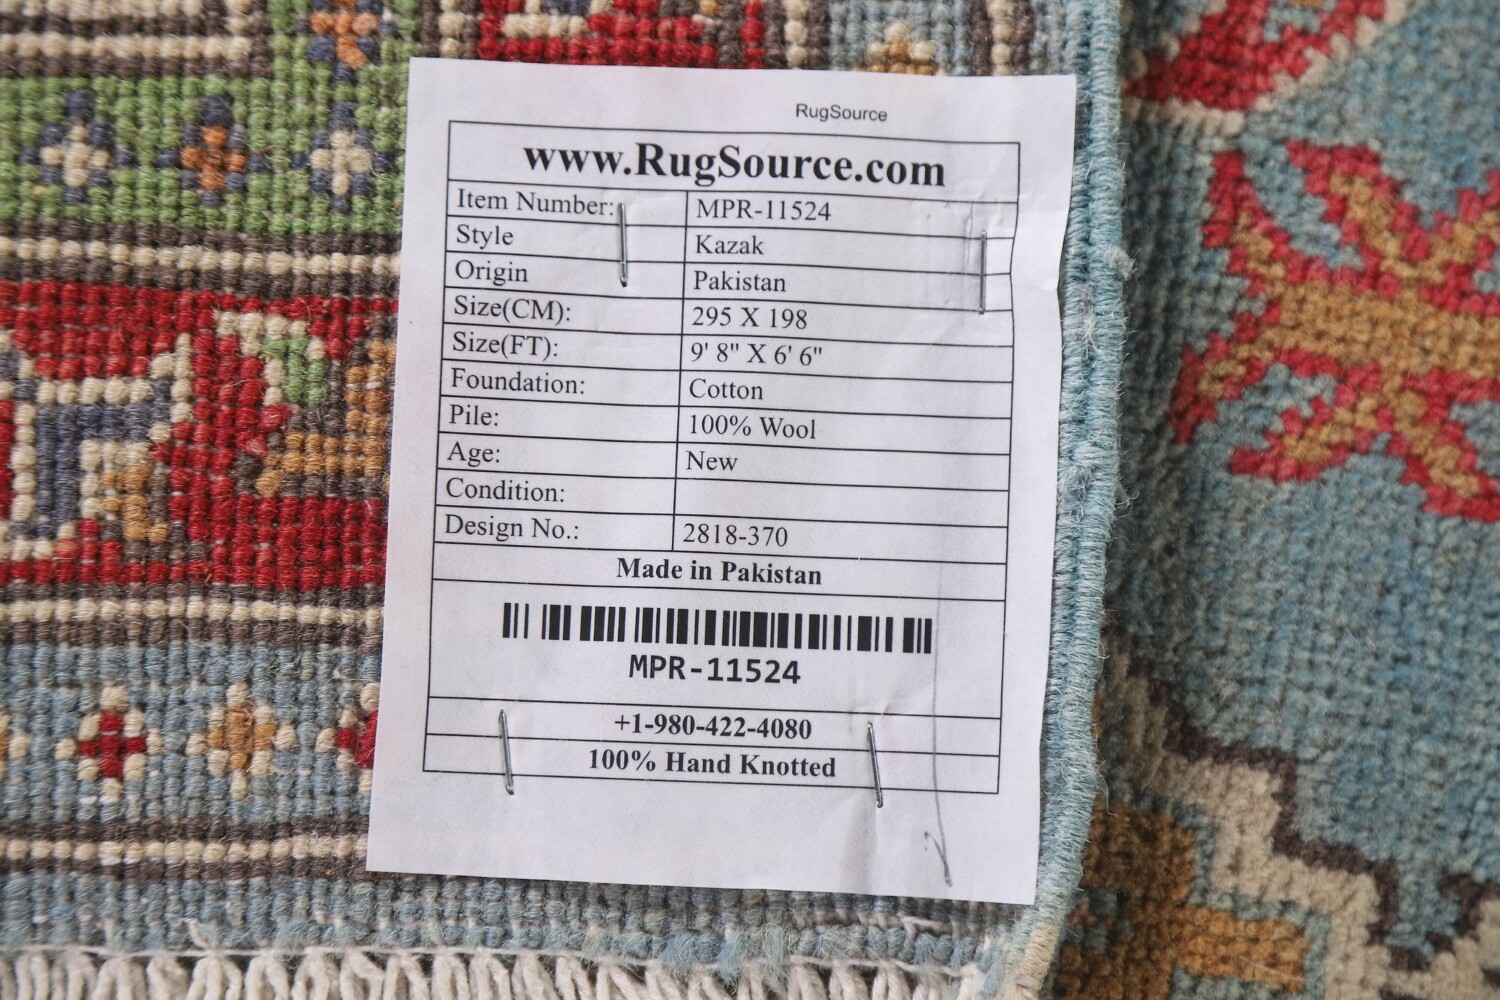 RugSource
www.RugSource.com
Item Number: MPR-11524
Style Kazak
Origin Pakistan
Size(CM): 295 X 198
Size(FT): 9' 8" X 6' 6"
Foundation: Cotton
Pile: 100% Wool
Age: New
Condition:
Design No.: 2818-370
Made in Pakistan
MPR-11524
+1-980-422-4080
100% Hand Knotted